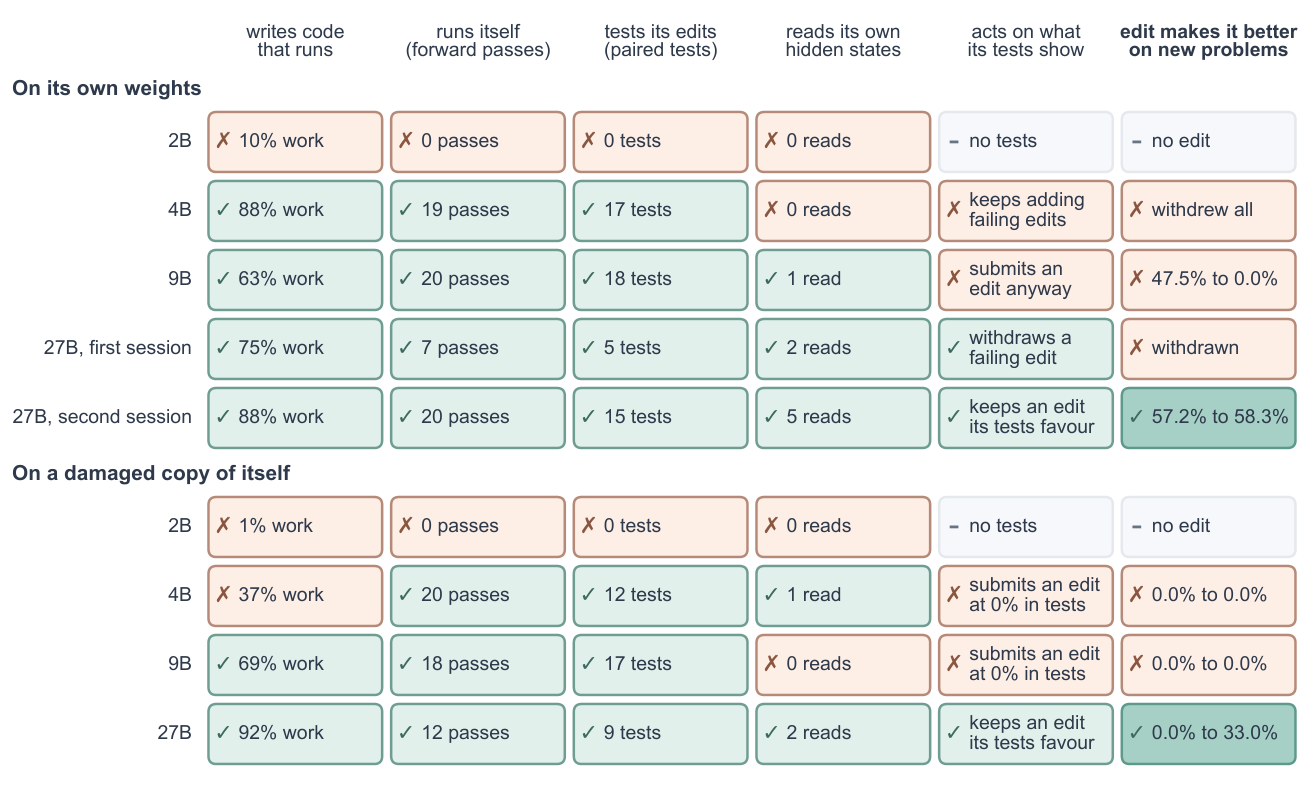 writes code
that runs
runs itself
(forward passes)
tests its edits
(paired tests)
reads its own
hidden states
acts on what
its tests show
edit makes it better
on new problems
On its own weights
2B
✗ 10% work
✗ 0 passes
✗ 0 tests
✗ 0 reads
– no tests
– no edit
4B
✓ 88% work
✓ 19 passes
✓ 17 tests
✗ 0 reads
✗ keeps adding
failing edits
✗ withdrew all
9B
✓ 63% work
✓ 20 passes
✓ 18 tests
✓ 1 read
✗ submits an
edit anyway
✗ 47.5% to 0.0%
27B, first session
✓ 75% work
✓ 7 passes
✓ 5 tests
✓ 2 reads
✓ withdraws a
failing edit
✗ withdrawn
27B, second session
✓ 88% work
✓ 20 passes
✓ 15 tests
✓ 5 reads
✓ keeps an edit
its tests favour
✓ 57.2% to 58.3%
On a damaged copy of itself
2B
✗ 1% work
✗ 0 passes
✗ 0 tests
✗ 0 reads
– no tests
– no edit
4B
✗ 37% work
✓ 20 passes
✓ 12 tests
✓ 1 read
✗ submits an edit
at 0% in tests
✗ 0.0% to 0.0%
9B
✓ 69% work
✓ 18 passes
✓ 17 tests
✗ 0 reads
✗ submits an edit
at 0% in tests
✗ 0.0% to 0.0%
27B
✓ 92% work
✓ 12 passes
✓ 9 tests
✓ 2 reads
✓ keeps an edit
its tests favour
✓ 0.0% to 33.0%